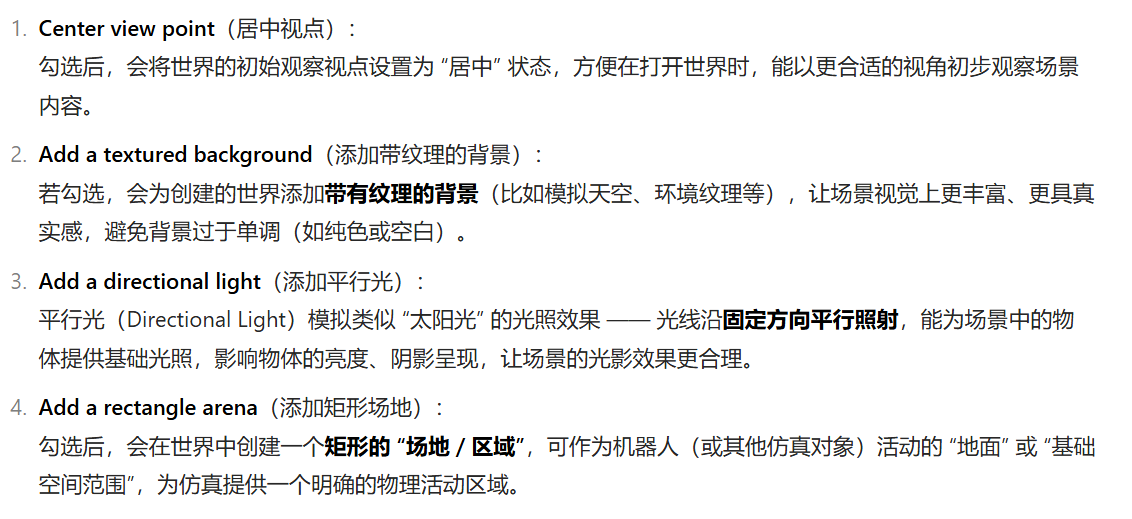 1. Center view point（居中视点）：
勾选后，会将世界的初始观察视点设置为 “居中” 状态，方便在打开世界时，能以更合适的视角初步观察场景
内容。
2. Add a textured background（添加带纹理的背景）：
若勾选，会为创建的世界添加带有纹理的背景（比如模拟天空、环境纹理等），让场景视觉上更丰富、更具真
实感，避免背景过于单调（如纯色或空白）。
3. Add a directional light（添加平行光）：
平行光（Directional Light）模拟类似 “太阳光” 的光照效果 —— 光线沿固定方向平行照射，能为场景中的物
体提供基础光照，影响物体的亮度、阴影呈现，让场景的光影效果更合理。
4. Add a rectangle arena（添加矩形场地）：
勾选后，会在世界中创建一个矩形的 “场地 / 区域”，可作为机器人（或其他仿真对象）活动的 “地面” 或 “基础
空间范围”，为仿真提供一个明确的物理活动区域。